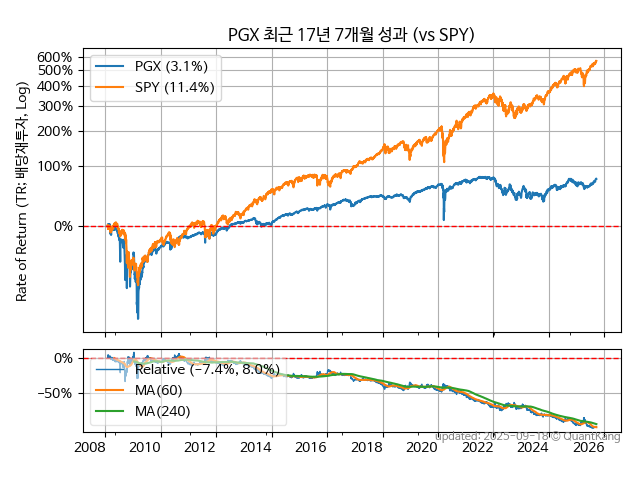 PGX 최근 17년 7개월 성과 (vs SPY)
Rate of Return (TR: 배당재투자, Log)
600%
500%
400%
300%
200%
100%
0%
PGX (3.1%)
SPY (11.4%)
0%
−50%
Relative (−7.4%, 8.0%)
MA(60)
MA(240)
2008 2010 2012 2014 2016 2018 2020 2022 2024 2026
Updated: 2025-09-18 © QuantKang